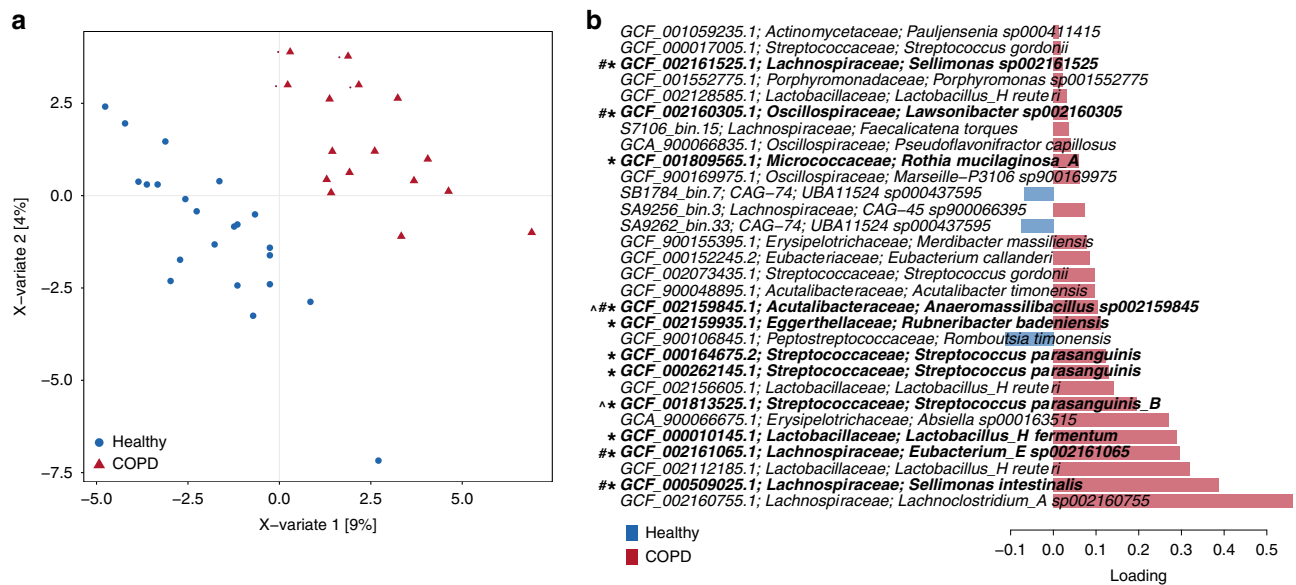 a
X-variate 2 [4%]
2.5
0.0
−2.5
−5.0
−7.5
Healthy
COPD
−5.0 −2.5 0.0 2.5 5.0
X-variate 1 [9%]
b
GCF_001059235.1; Actinomycetaceae; Pauljensenia sp000411415
GCF_000017005.1; Streptococcaceae; Streptococcus gordonii
#* GCF_002161525.1; Lachnospiraceae; Sellimonas sp002161525
GCF_001552775.1; Porphyromonadaceae; Porphyromonas sp001552775
GCF_002128585.1; Lactobacillaceae; Lactobacillus_H reuteri
#* GCF_002160305.1; Oscillospiraceae; Lawsonibacter sp002160305
S7106_bin.15; Lachnospiraceae; Faecalicatena torques
GCA_900066835.1; Oscillospiraceae; Pseudoflavonifractor capillosus
* GCF_001809565.1; Micrococcaceae; Rothia mucilaginosa_A
GCF_900169975.1; Oscillospiraceae; Marseille−P3106 sp900169975
SB1784_bin.7; CAG−74; UBA11524 sp000437595
SA9256_bin.3; Lachnospiraceae; CAG−45 sp900066395
SA9262_bin.33; CAG−74; UBA11524 sp000437595
GCF_900155395.1; Erysipelotrichaceae; Merdibacter massiliensis
GCF_000152245.2; Eubacteriaceae; Eubacterium callanderi
GCF_002073435.1; Streptococcaceae; Streptococcus gordonii
GCF_900048895.1; Acutalibacteraceae; Acutalibacter timonensis
^#* GCF_002159845.1; Acutalibacteraceae; Anaeromassilibacillus sp002159845
* GCF_002159935.1; Eggerthellaceae; Rubneribacter badeniensis
GCF_900106845.1; Peptostreptococcaceae; Romboutsia timonensis
* GCF_000164675.2; Streptococcaceae; Streptococcus parasanguinis
* GCF_000262145.1; Streptococcaceae; Streptococcus parasanguinis
GCF_002156605.1; Lactobacillaceae; Lactobacillus_H reuteri
^* GCF_001813525.1; Streptococcaceae; Streptococcus parasanguinis_B
GCA_900066675.1; Erysipelotrichaceae; Absiella sp000163515
* GCF_000010145.1; Lactobacillaceae; Lactobacillus_H fermentum
#* GCF_002161065.1; Lachnospiraceae; Eubacterium_E sp002161065
GCF_002112185.1; Lactobacillaceae; Lactobacillus_H reuteri
#* GCF_000509025.1; Lachnospiraceae; Sellimonas intestinalis
GCF_002160755.1; Lachnospiraceae; Lachnoclostridium_A sp002160755
Healthy
COPD
−0.1 0.0 0.1 0.2 0.3 0.4 0.5
Loading